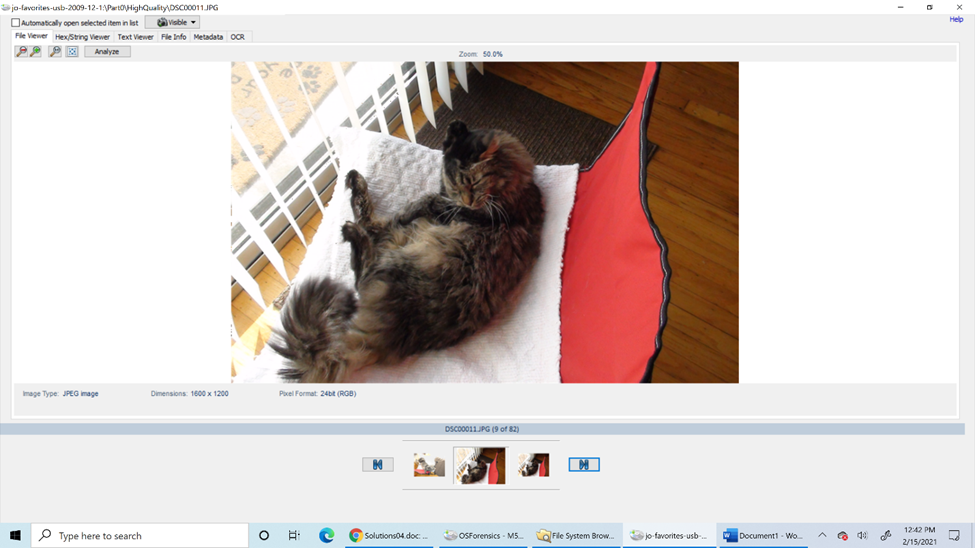 jo-favorites-usb-2009-12-1:\Part0\HighQuality\DSC00011.JPG
Help
Automatically open selected item in list
Visible
File Viewer Hex/String Viewer Text Viewer File Info Metadata OCR
Analyze
Zoom: 50.0%
Image Type: JPEG image Dimensions: 1600 x 1200 Pixel Format: 24bit (RGB)
DSC00011.JPG (9 of 82)
Type here to search
Solutions04.doc: ...
OSForensics - M5...
File System Brow...
jo-favorites-usb-...
Document1 - Wo...
12:42 PM
2/15/2021